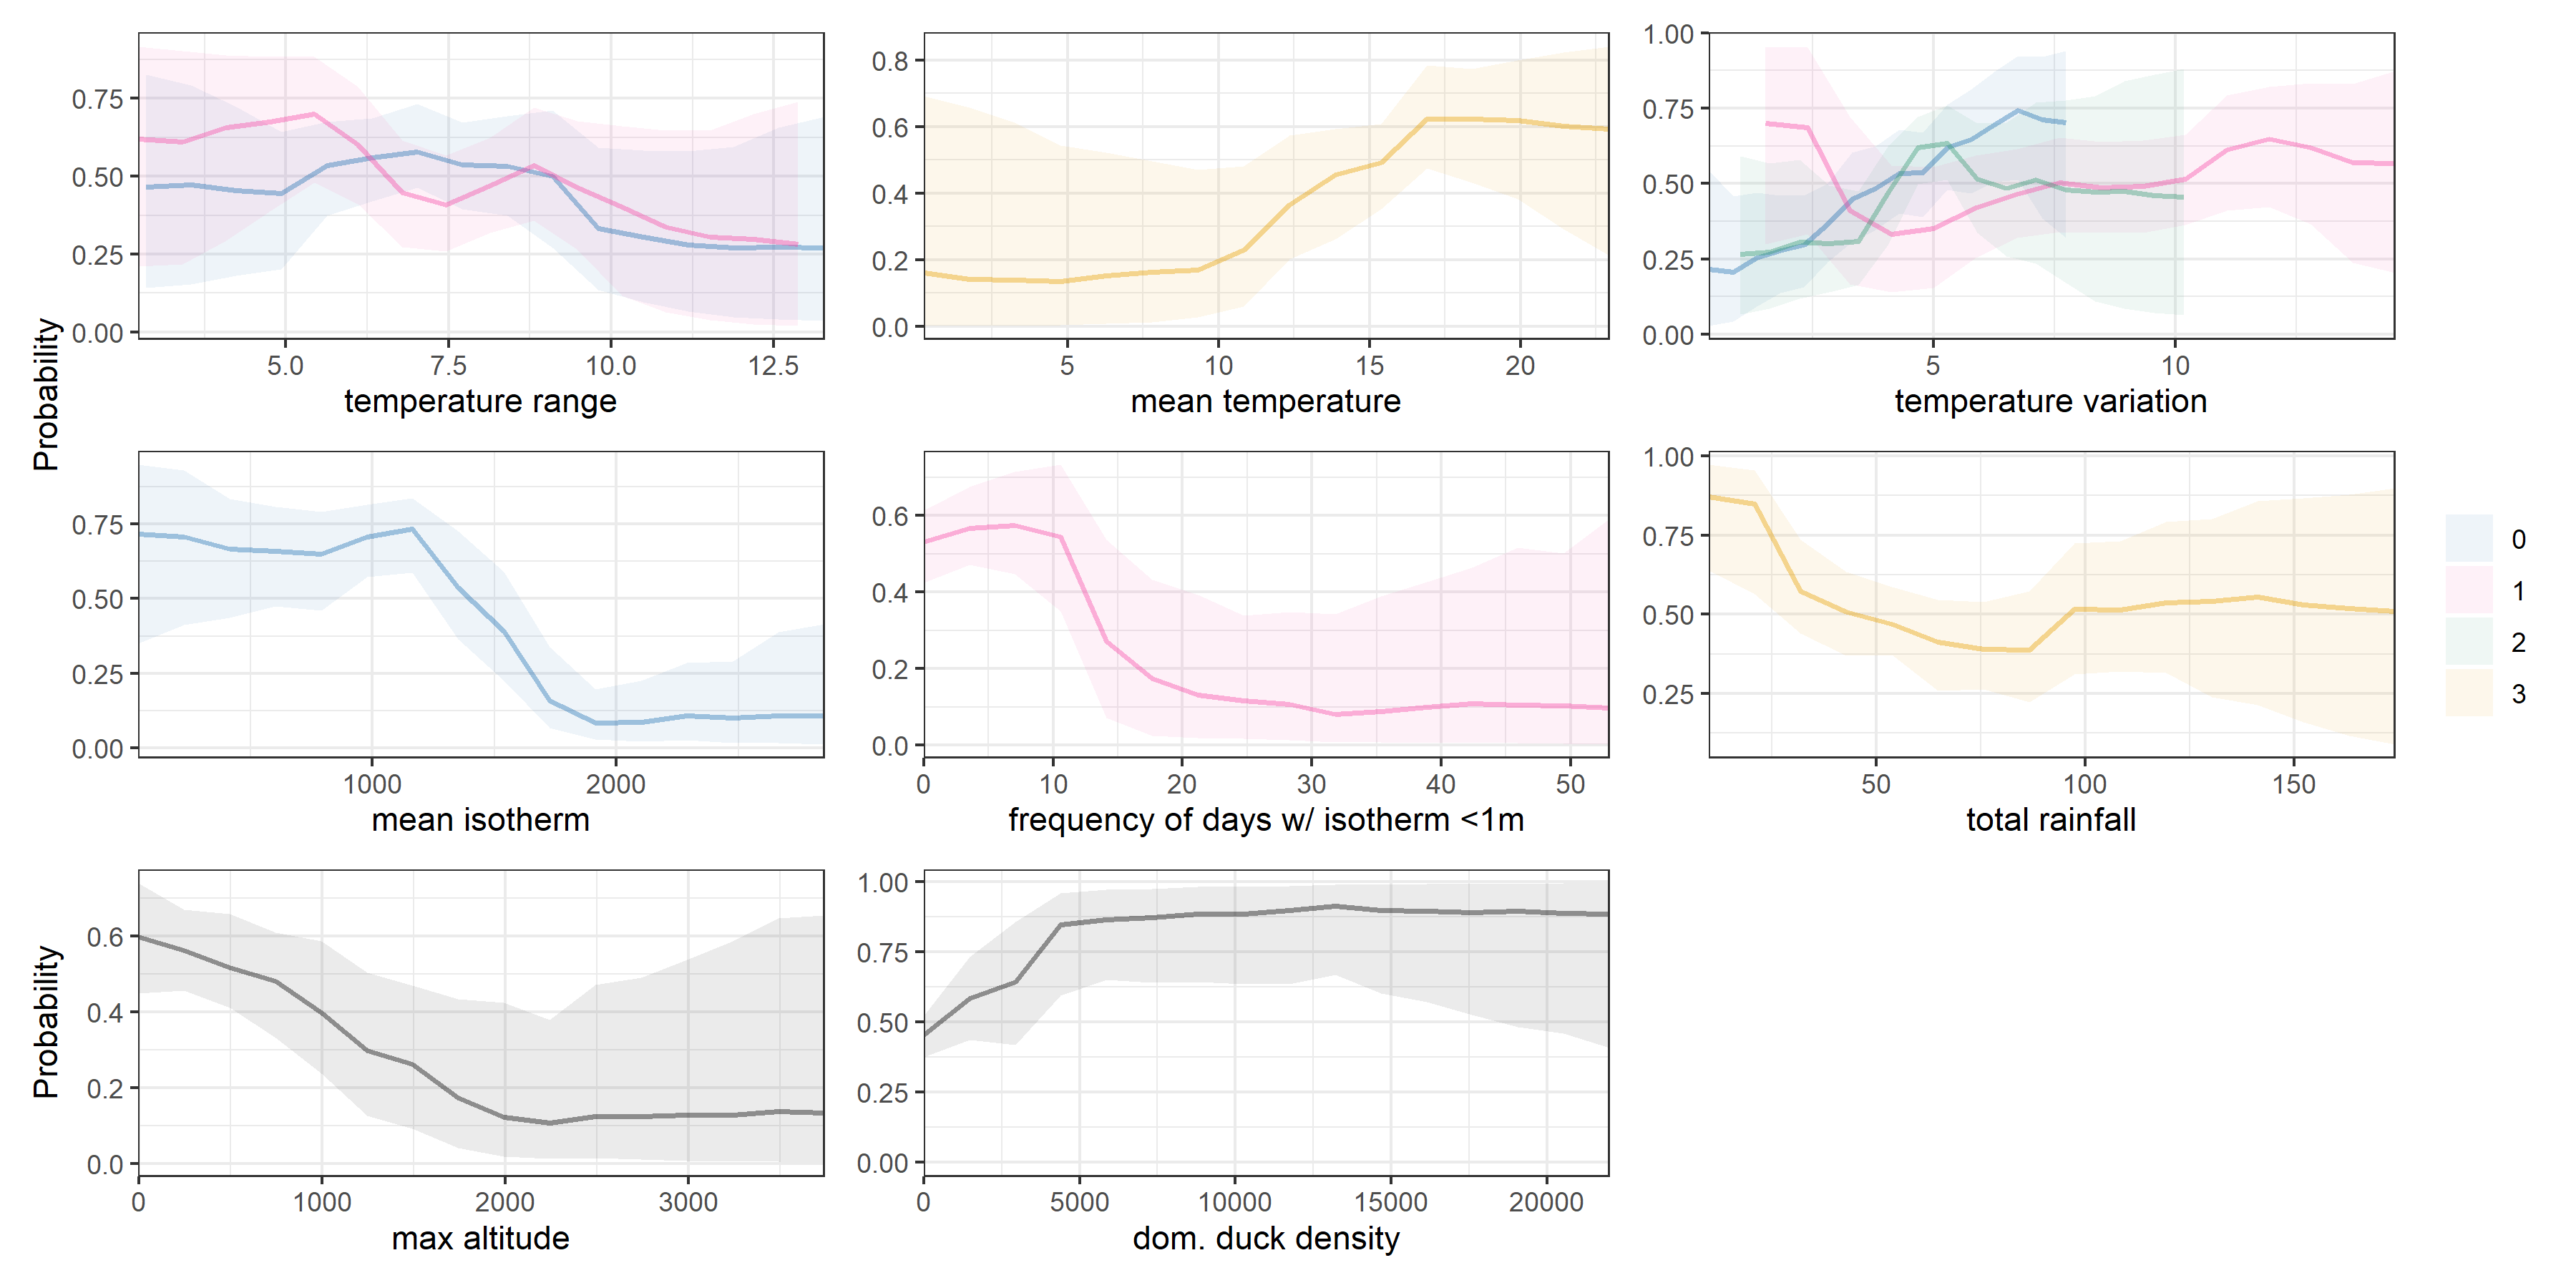 Probability
0.75
0.50
0.25
0.00
5.0 7.5 10.0 12.5
temperature range
0.8
0.6
0.4
0.2
0.0
5 10 15 20
mean temperature
1.00
0.75
0.50
0.25
0.00
5 10
temperature variation
0.75
0.50
0.25
0.00
1000 2000
mean isotherm
0.6
0.4
0.2
0.0
0 10 20 30 40 50
frequency of days w/ isotherm <1m
1.00
0.75
0.50
0.25
50 100 150
total rainfall
0
1
2
3
Probability
0.6
0.4
0.2
0.0
0 1000 2000 3000
max altitude
1.00
0.75
0.50
0.25
0.00
0 5000 10000 15000 20000
dom. duck density